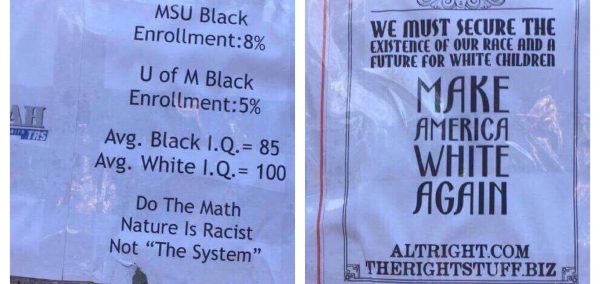 MSU Black
Enrollment:8%
U of M Black
Enrollment:5%
AH
TRS
Avg. Black I.Q.= 85
Avg. White I.Q.= 100
Do The Math
Nature Is Racist
Not “The System”
WE MUST SECURE THE
EXISTENCE OF OUR RACE AND A
FUTURE FOR WHITE CHILDREN
MAKE
AMERICA
WHITE
AGAIN
ALTRIGHT.COM
THERIGHTSTUFF.BIZ